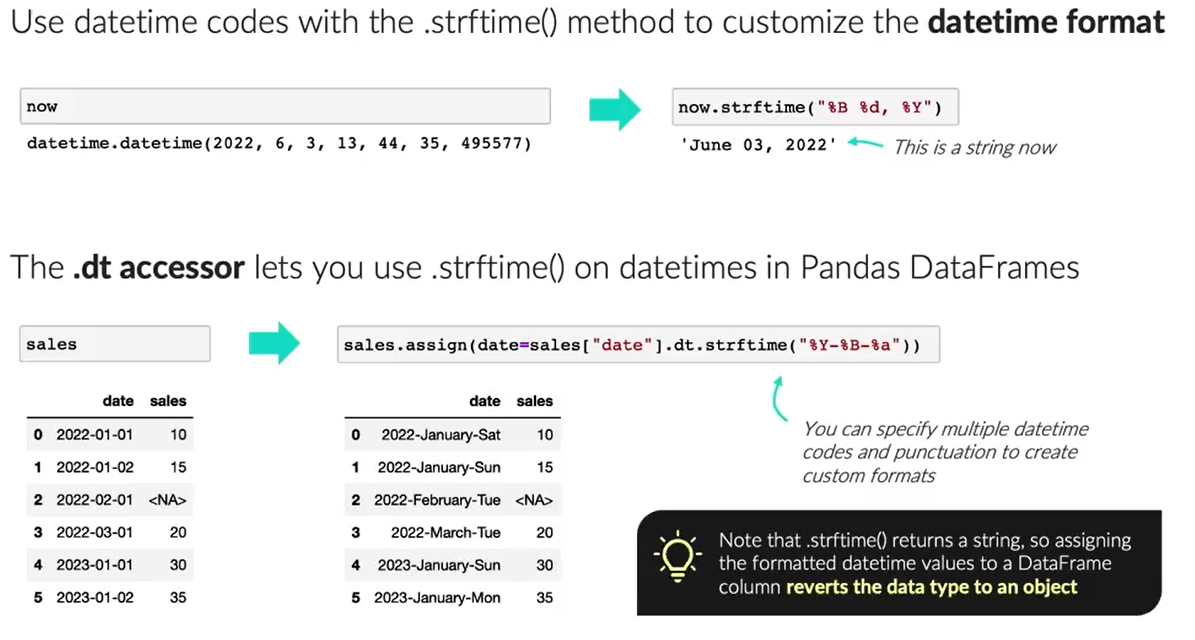 Use datetime codes with the .strftime() method to customize the datetime format
now
now.strftime("%B %d, %Y")
datetime.datetime(2022, 6, 3, 13, 44, 35, 495577)
'June 03, 2022'
This is a string now
The .dt accessor lets you use .strftime() on datetimes in Pandas DataFrames
sales
sales.assign(date=sales["date"].dt.strftime("%Y-%B-%a"))
date sales
0 2022-01-01 10
1 2022-01-02 15
2 2022-02-01 <NA>
3 2022-03-01 20
4 2023-01-01 30
5 2023-01-02 35
date sales
0 2022-January-Sat 10
1 2022-January-Sun 15
2 2022-February-Tue <NA>
3 2022-March-Tue 20
4 2023-January-Sun 30
5 2023-January-Mon 35
You can specify multiple datetime
codes and punctuation to create
custom formats
Note that .strftime() returns a string, so assigning
the formatted datetime values to a DataFrame
column reverts the data type to an object